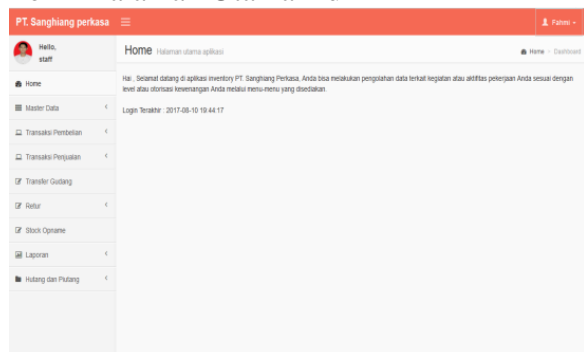 PT. Sanghiang perkasa
Fahmi
Hello,
staff
Home Halaman utama aplikasi
Home > Dashboard
Hai , Selamat datang di aplikasi inventory PT. Sanghiang Perkasa, Anda bisa melakukan pengolahan data terkait kegiatan atau aktifitas pekerjaan Anda sesuai dengan
level atau otorisasi kewenangan Anda melalui menu-menu yang disediakan.
Login Terakhir : 2017-08-10 19:44:17
Home
Master Data
Transaksi Pembelian
Transaksi Penjualan
Transfer Gudang
Retur
Stock Opname
Laporan
Hutang dan Piutang